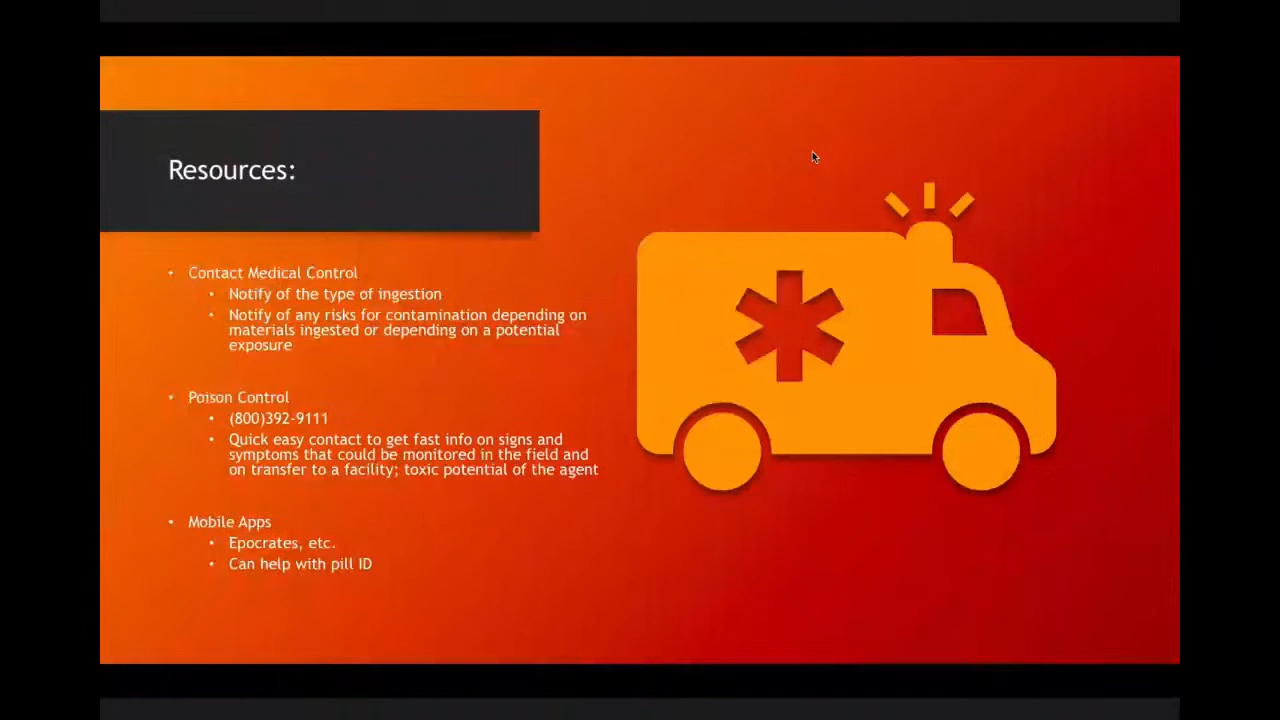 Resources:
• Contact Medical Control
• Notify of the type of ingestion
• Notify of any risks for contamination depending on
materials ingested or depending on a potential
exposure
• Poison Control
• (800)392-9111
• Quick easy contact to get fast info on signs and
symptoms that could be monitored in the field and
on transfer to a facility; toxic potential of the agent
• Mobile Apps
• Epocrates, etc.
• Can help with pill ID